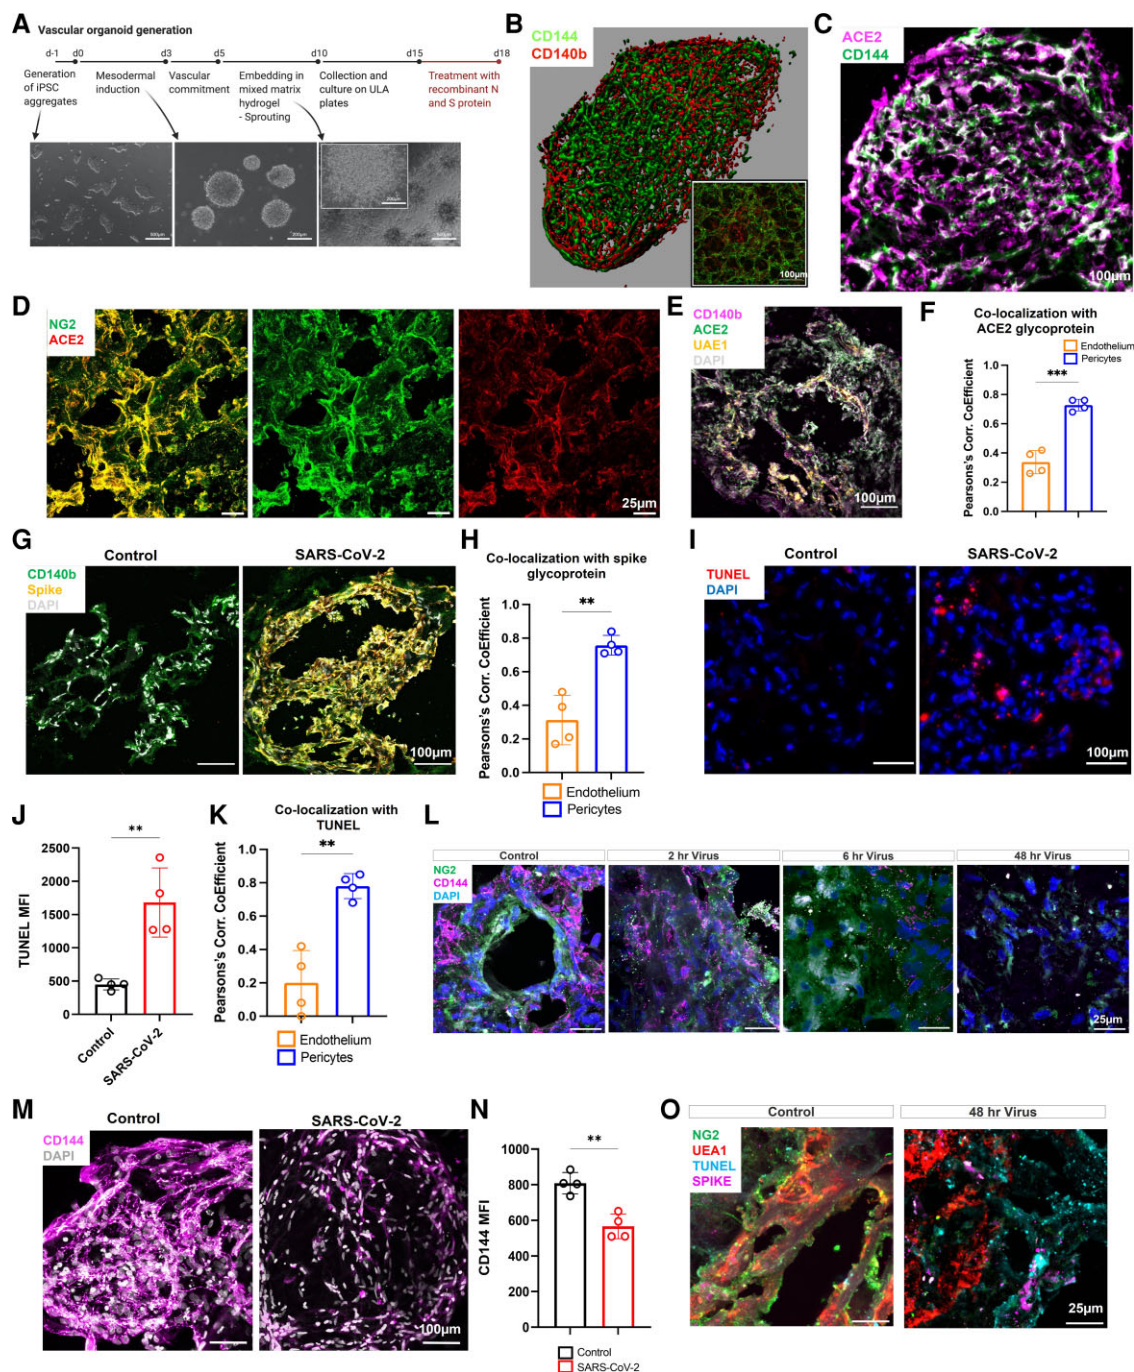 A
Vascular organoid generation
d-1 d0 d3 d5 d10 d15 d18
Generation
of iPSC
aggregates
Mesodermal
induction
Vascular
commitment
Embedding in
mixed matrix
hydrogel
- Sprouting
Collection and
culture on ULA
plates
Treatment with
recombinant N
and S protein
B
CD144
CD140b
100µm
C
ACE2
CD144
100µm
D
NG2
ACE2
25µm
E
CD140b
ACE2
UAE1
DAPI
100µm
F
Co-localization with
ACE2 glycoprotein
Endothelium
Pericytes
Pearsons's Corr. CoEfficient
1.0
0.8
0.6
0.4
0.2
0.0
***
G
Control
SARS-CoV-2
CD140b
Spike
DAPI
100µm
H
Co-localization with spike
glycoprotein
Pearsons's Corr. CoEfficient
1.0
0.8
0.6
0.4
0.2
0.0
**
Endothelium
Pericytes
I
Control
SARS-CoV-2
TUNEL
DAPI
100µm
J
TUNEL MFI
2500
2000
1500
1000
500
0
**
Control
SARS-CoV-2
K
Co-localization with
TUNEL
Pearsons's Corr. CoEfficient
1.0
0.8
0.6
0.4
0.2
0.0
**
Endothelium
Pericytes
L
Control
2 hr Virus
6 hr Virus
48 hr Virus
NG2
CD144
DAPI
25µm
M
Control
SARS-CoV-2
CD144
DAPI
100µm
N
CD144 MFI
1000
800
600
400
200
0
**
Control
SARS-CoV-2
O
Control
48 hr Virus
NG2
UEA1
TUNEL
SPIKE
25µm